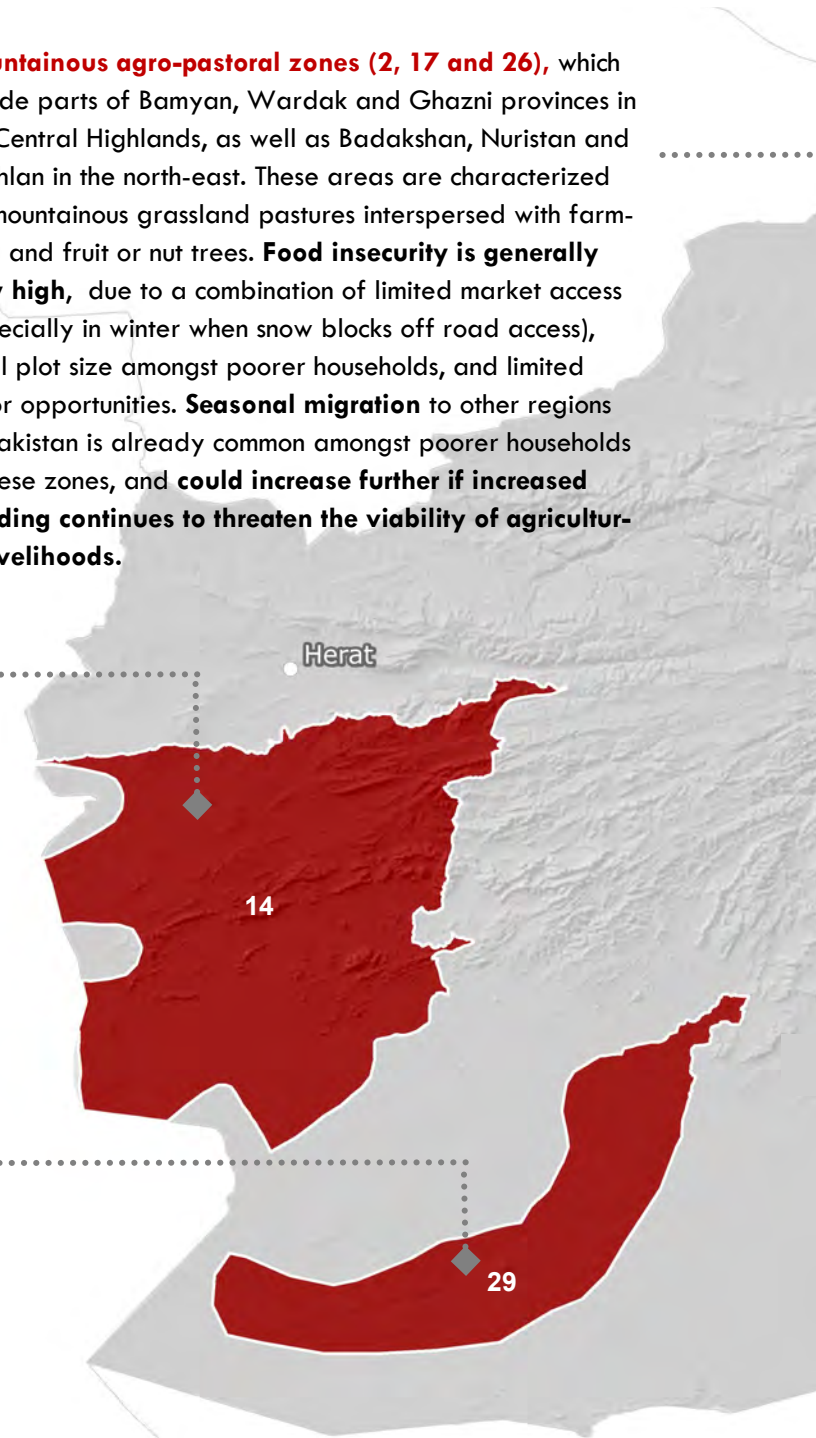 untainous agro-pastoral zones (2, 17 and 26), which
de parts of Bamyan, Wardak and Ghazni provinces in
Central Highlands, as well as Badakshan, Nuristan and
hlan in the north-east. These areas are characterized
mountainous grassland pastures interspersed with farm-
and fruit or nut trees. Food insecurity is generally
high, due to a combination of limited market access
ecially in winter when snow blocks off road access),
l plot size amongst poorer households, and limited
or opportunities. Seasonal migration to other regions
akistan is already common amongst poorer households
ese zones, and could increase further if increased
ding continues to threaten the viability of agricultur-
velihoods.
Herat
14
29